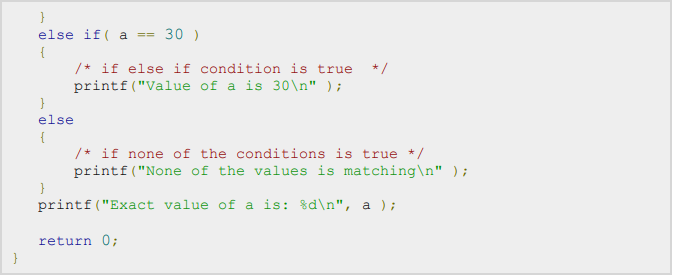 }
else if( a == 30 )
{
/* if else if condition is true  */
printf("Value of a is 30\n" );
}
else
{
/* if none of the conditions is true */
printf("None of the values is matching\n" );
}
printf("Exact value of a is: %d\n", a );
return 0;
}